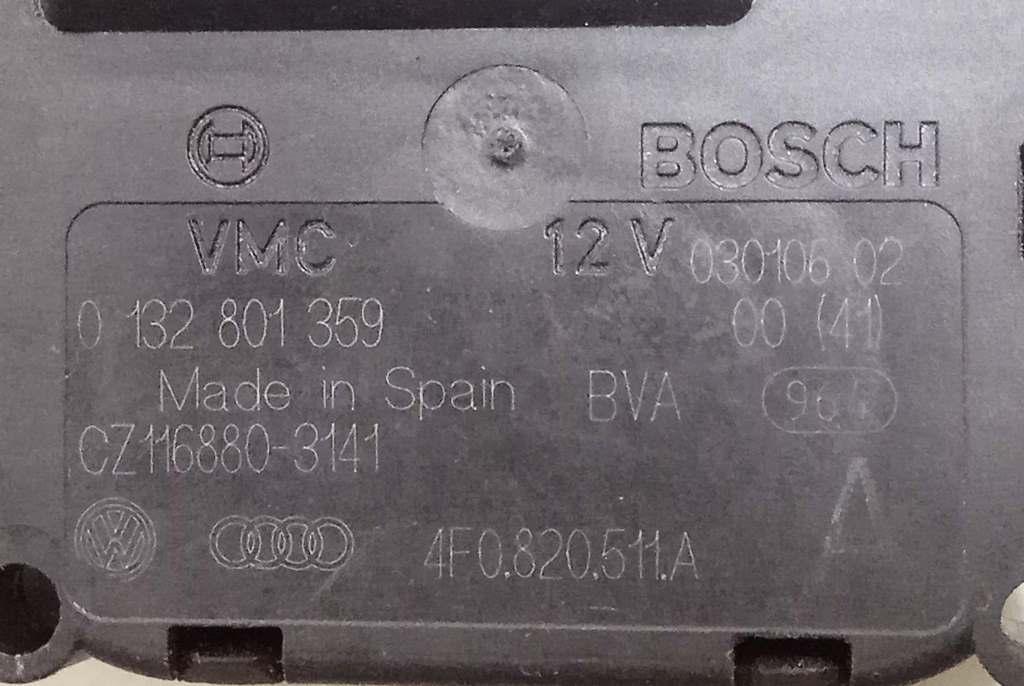 BOSCH
VMC 12 V 030106 02
0 132 801 359 00 (41)
Made in Spain BVA
CZ116880-3141
A
4F0.820.511.A